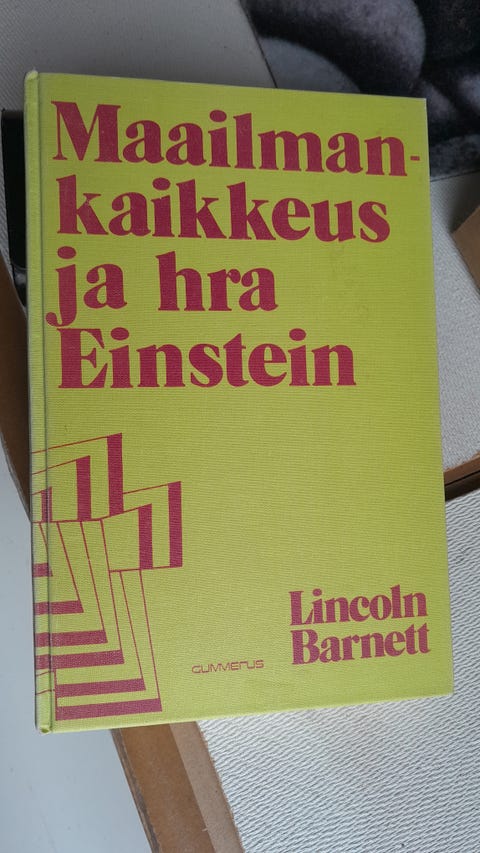 Maailman-
kaikkeus
ja hra
Einstein
Lincoln
Barnett
GUMMERUS